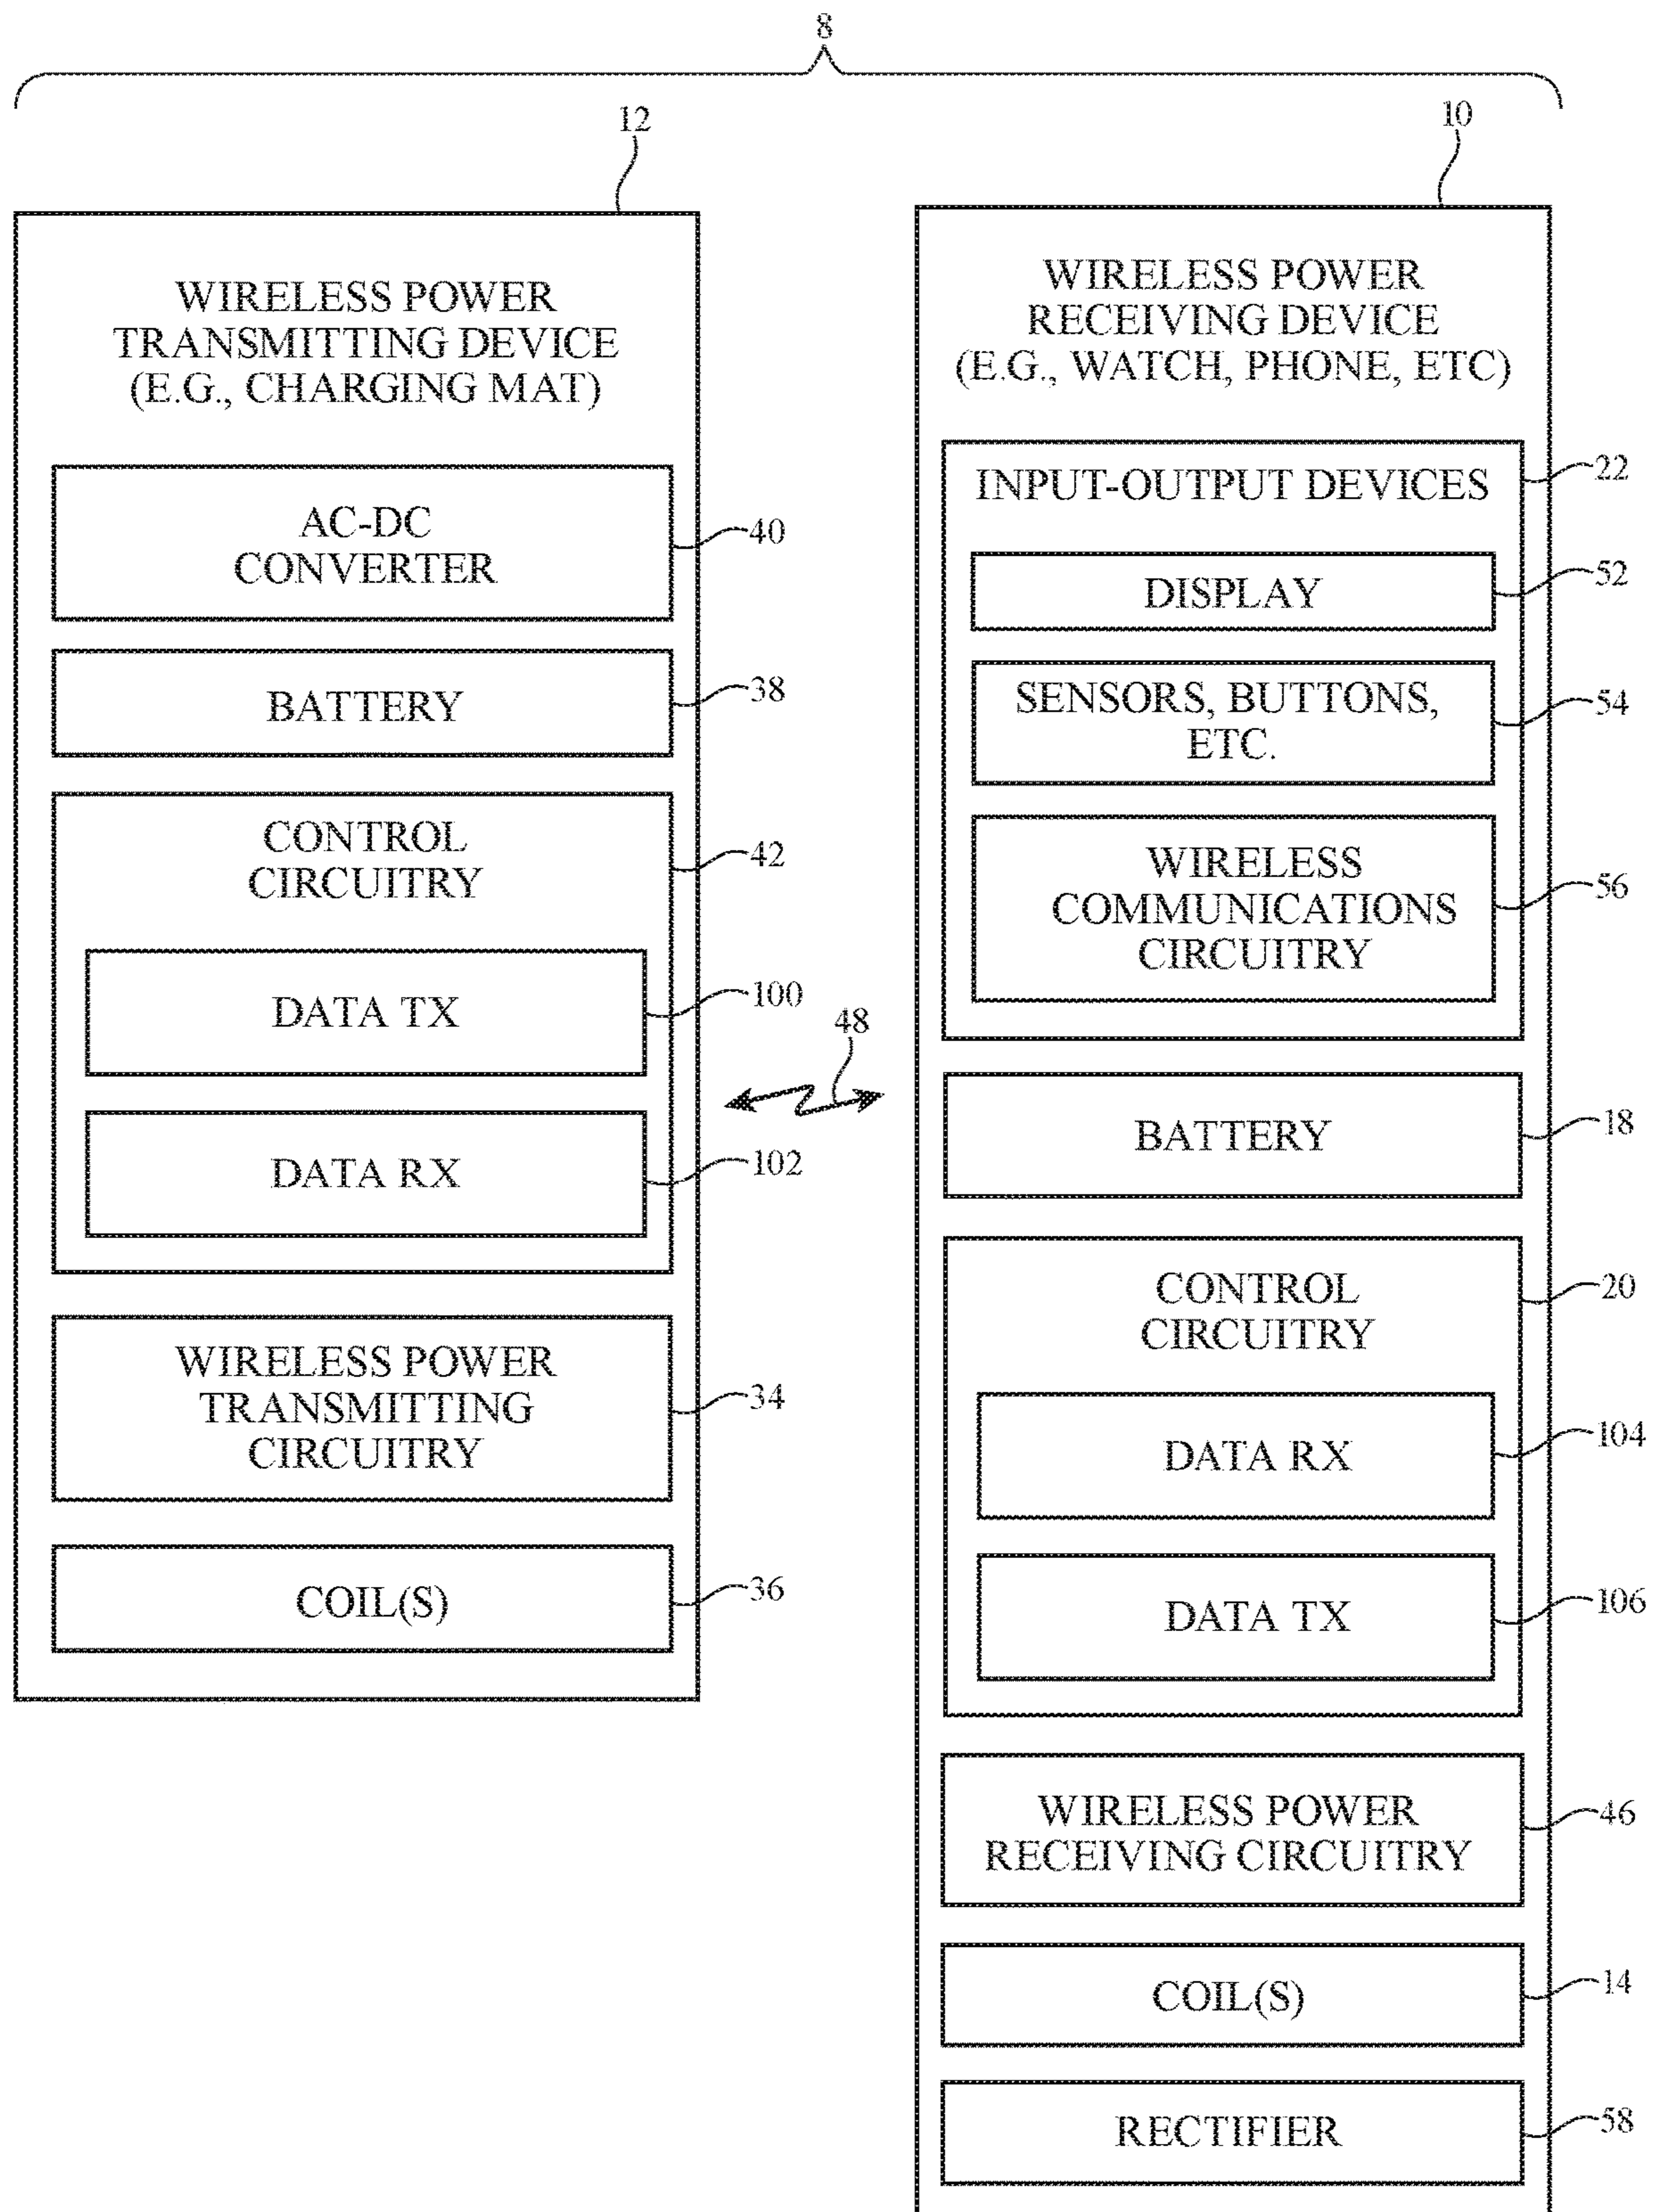 8
12
WIRELESS POWER
TRANSMITTING DEVICE
(E.G., CHARGING MAT)
AC-DC
CONVERTER
40
BATTERY
38
CONTROL
CIRCUITRY
42
DATA TX
100
DATA RX
102
WIRELESS POWER
TRANSMITTING
CIRCUITRY
34
COIL(S)
36
48
10
WIRELESS POWER
RECEIVING DEVICE
(E.G., WATCH, PHONE, ETC)
INPUT-OUTPUT DEVICES
22
DISPLAY
52
SENSORS, BUTTONS,
ETC.
54
WIRELESS
COMMUNICATIONS
CIRCUITRY
56
BATTERY
18
CONTROL
CIRCUITRY
20
DATA RX
104
DATA TX
106
WIRELESS POWER
RECEIVING CIRCUITRY
46
COIL(S)
14
RECTIFIER
58